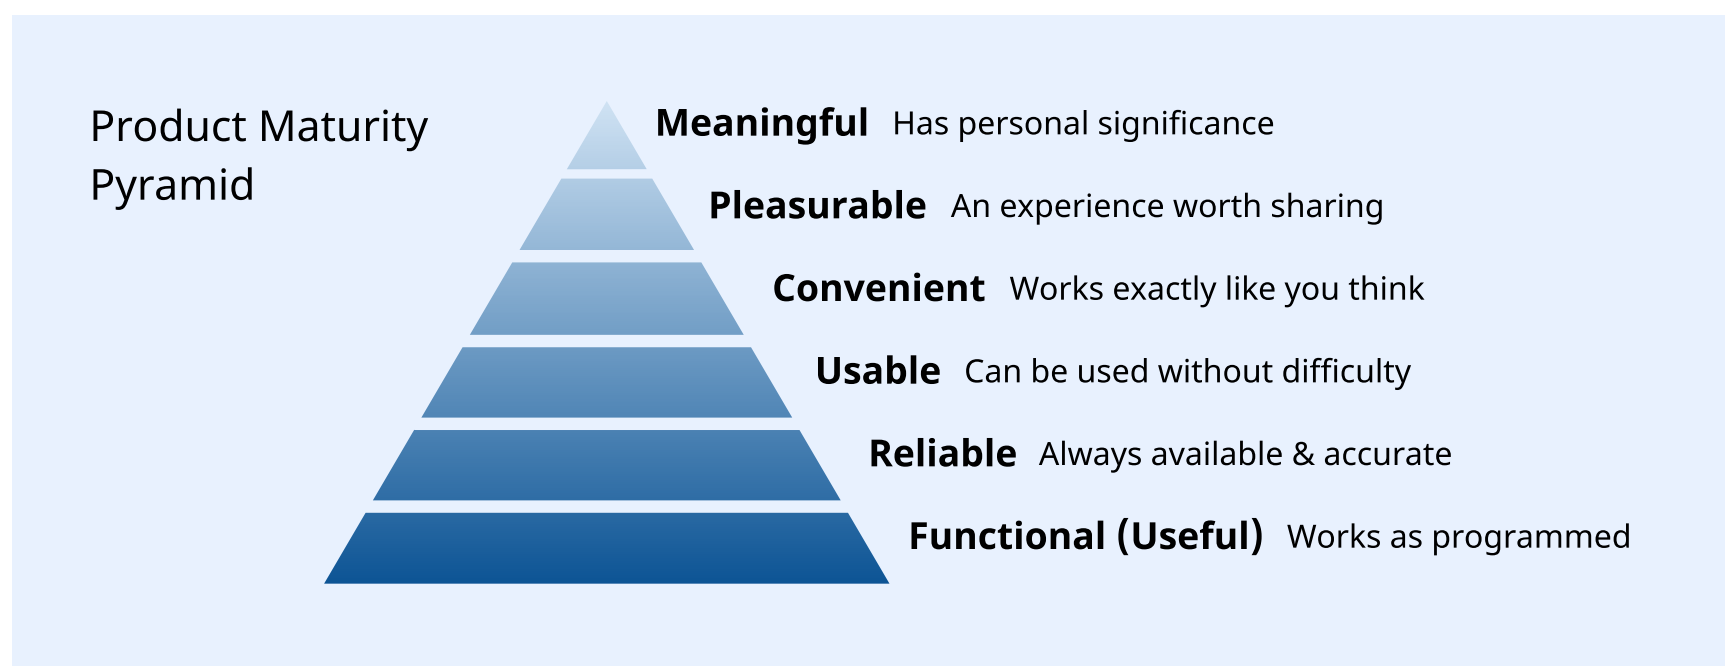 Product Maturity
Pyramid
Meaningful Has personal significance
Pleasurable An experience worth sharing
Convenient Works exactly like you think
Usable Can be used without difficulty
Reliable Always available & accurate
Functional (Useful) Works as programmed